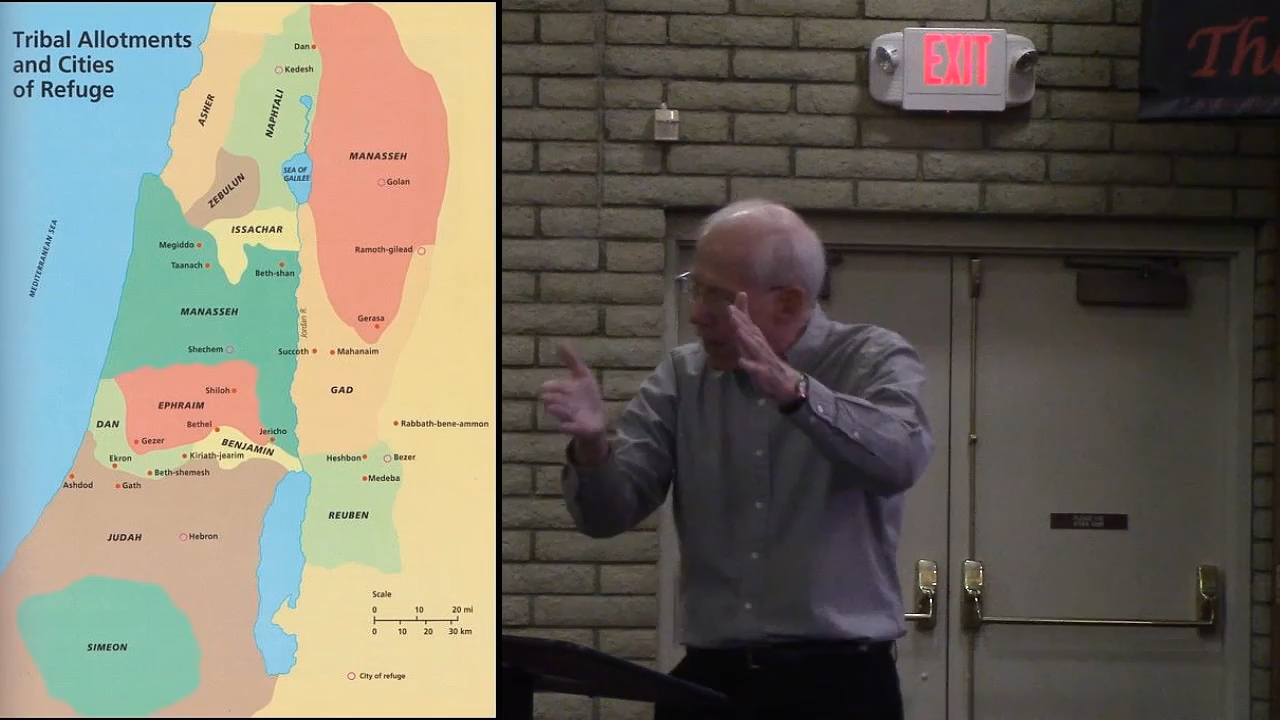 Tribal Allotments
and Cities
of Refuge
Dan
Kedesh
ASHER
NAPHTALI
MANASSEH
SEA OF
GALILEE
Golan
ZEBULUN
ISSACHAR
MEDITERRANEAN SEA
Megiddo
Ramoth-gilead
Taanach
Beth-shan
MANASSEH
Jordan R.
Gerasa
Shechem
Succoth
Mahanaim
Shiloh
GAD
EPHRAIM
DAN
Bethel
Jericho
Rabbath-bene-ammon
Gezer
BENJAMIN
Ekron
Kiriath-jearim
Heshbon
Bezer
Beth-shemesh
Medeba
Ashdod
Gath
REUBEN
JUDAH
Hebron
Scale
0 10 20 mi
0 10 20 30 km
SIMEON
City of refuge
EXIT